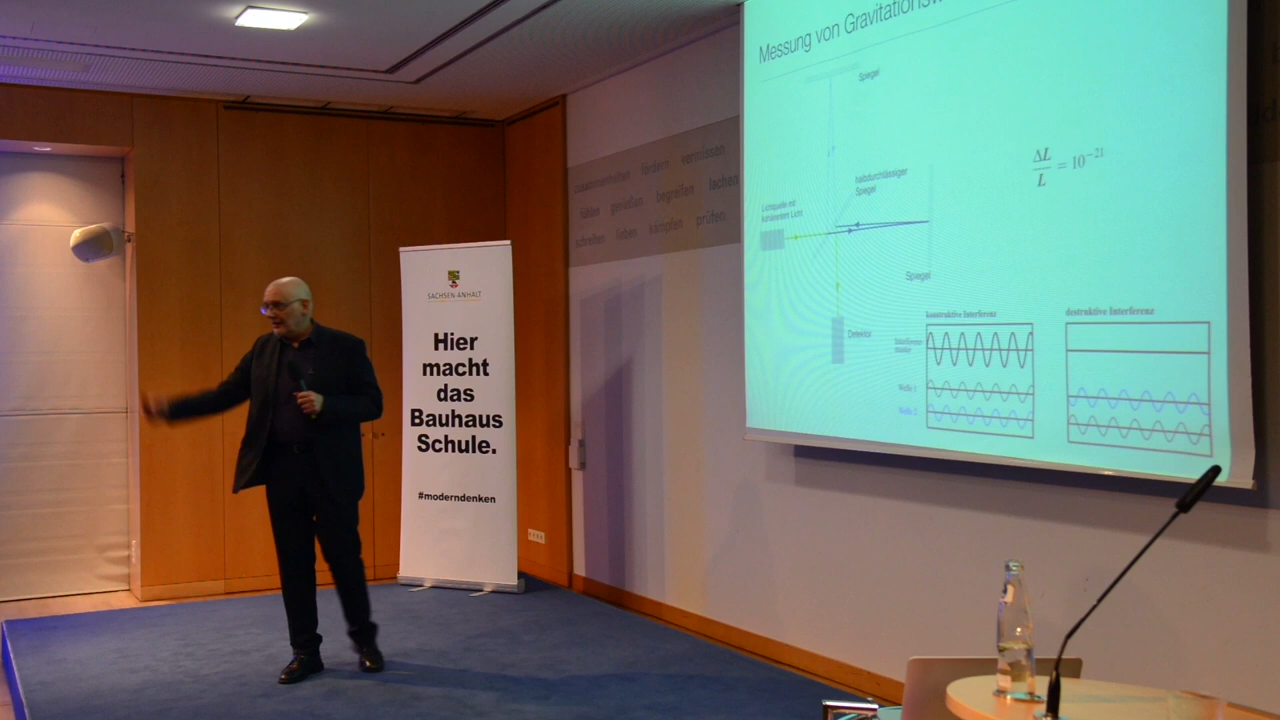 Messung von Gravitationsw
Spiegel
halbdurchlässiger
Spiegel
Lichtquelle mit
kohärentem Licht
ΔL/L = 10⁻²¹
Spiegel
Detektor
konstruktive Interferenz
destruktive Interferenz
Welle 1
Welle 2
zusammenhalten fördern vermissen
fühlen genießen begreifen lachen
schreiben lieben kämpfen prüfen
SACHSEN-ANHALT
Hier
macht
das
Bauhaus
Schule.
#moderndenken